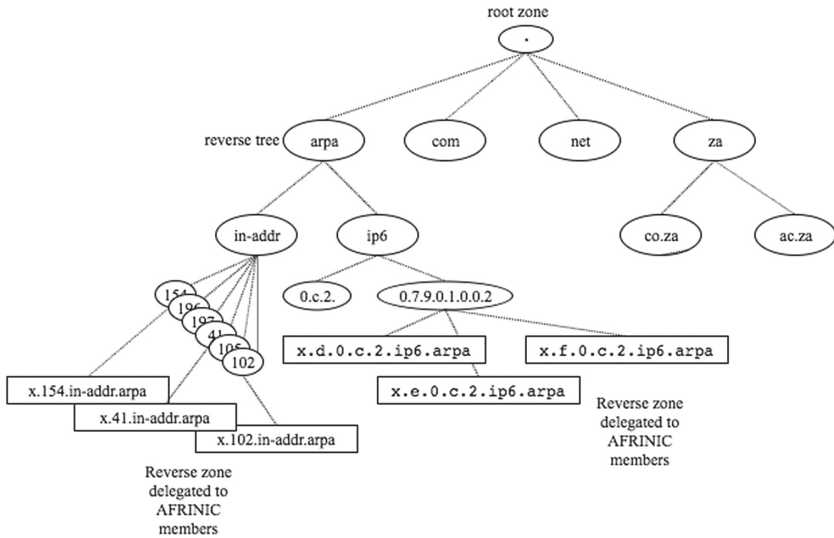 root zone
.
reverse tree
arpa
com
net
za
in-addr
ip6
co.za
ac.za
154
196
197
41
105
102
0.c.2.
0.7.9.0.1.0.0.2
x.d.0.c.2.ip6.arpa
x.f.0.c.2.ip6.arpa
x.e.0.c.2.ip6.arpa
x.154.in-addr.arpa
x.41.in-addr.arpa
x.102.in-addr.arpa
Reverse zone
delegated to
AFRINIC
members
Reverse zone
delegated to
AFRINIC
members